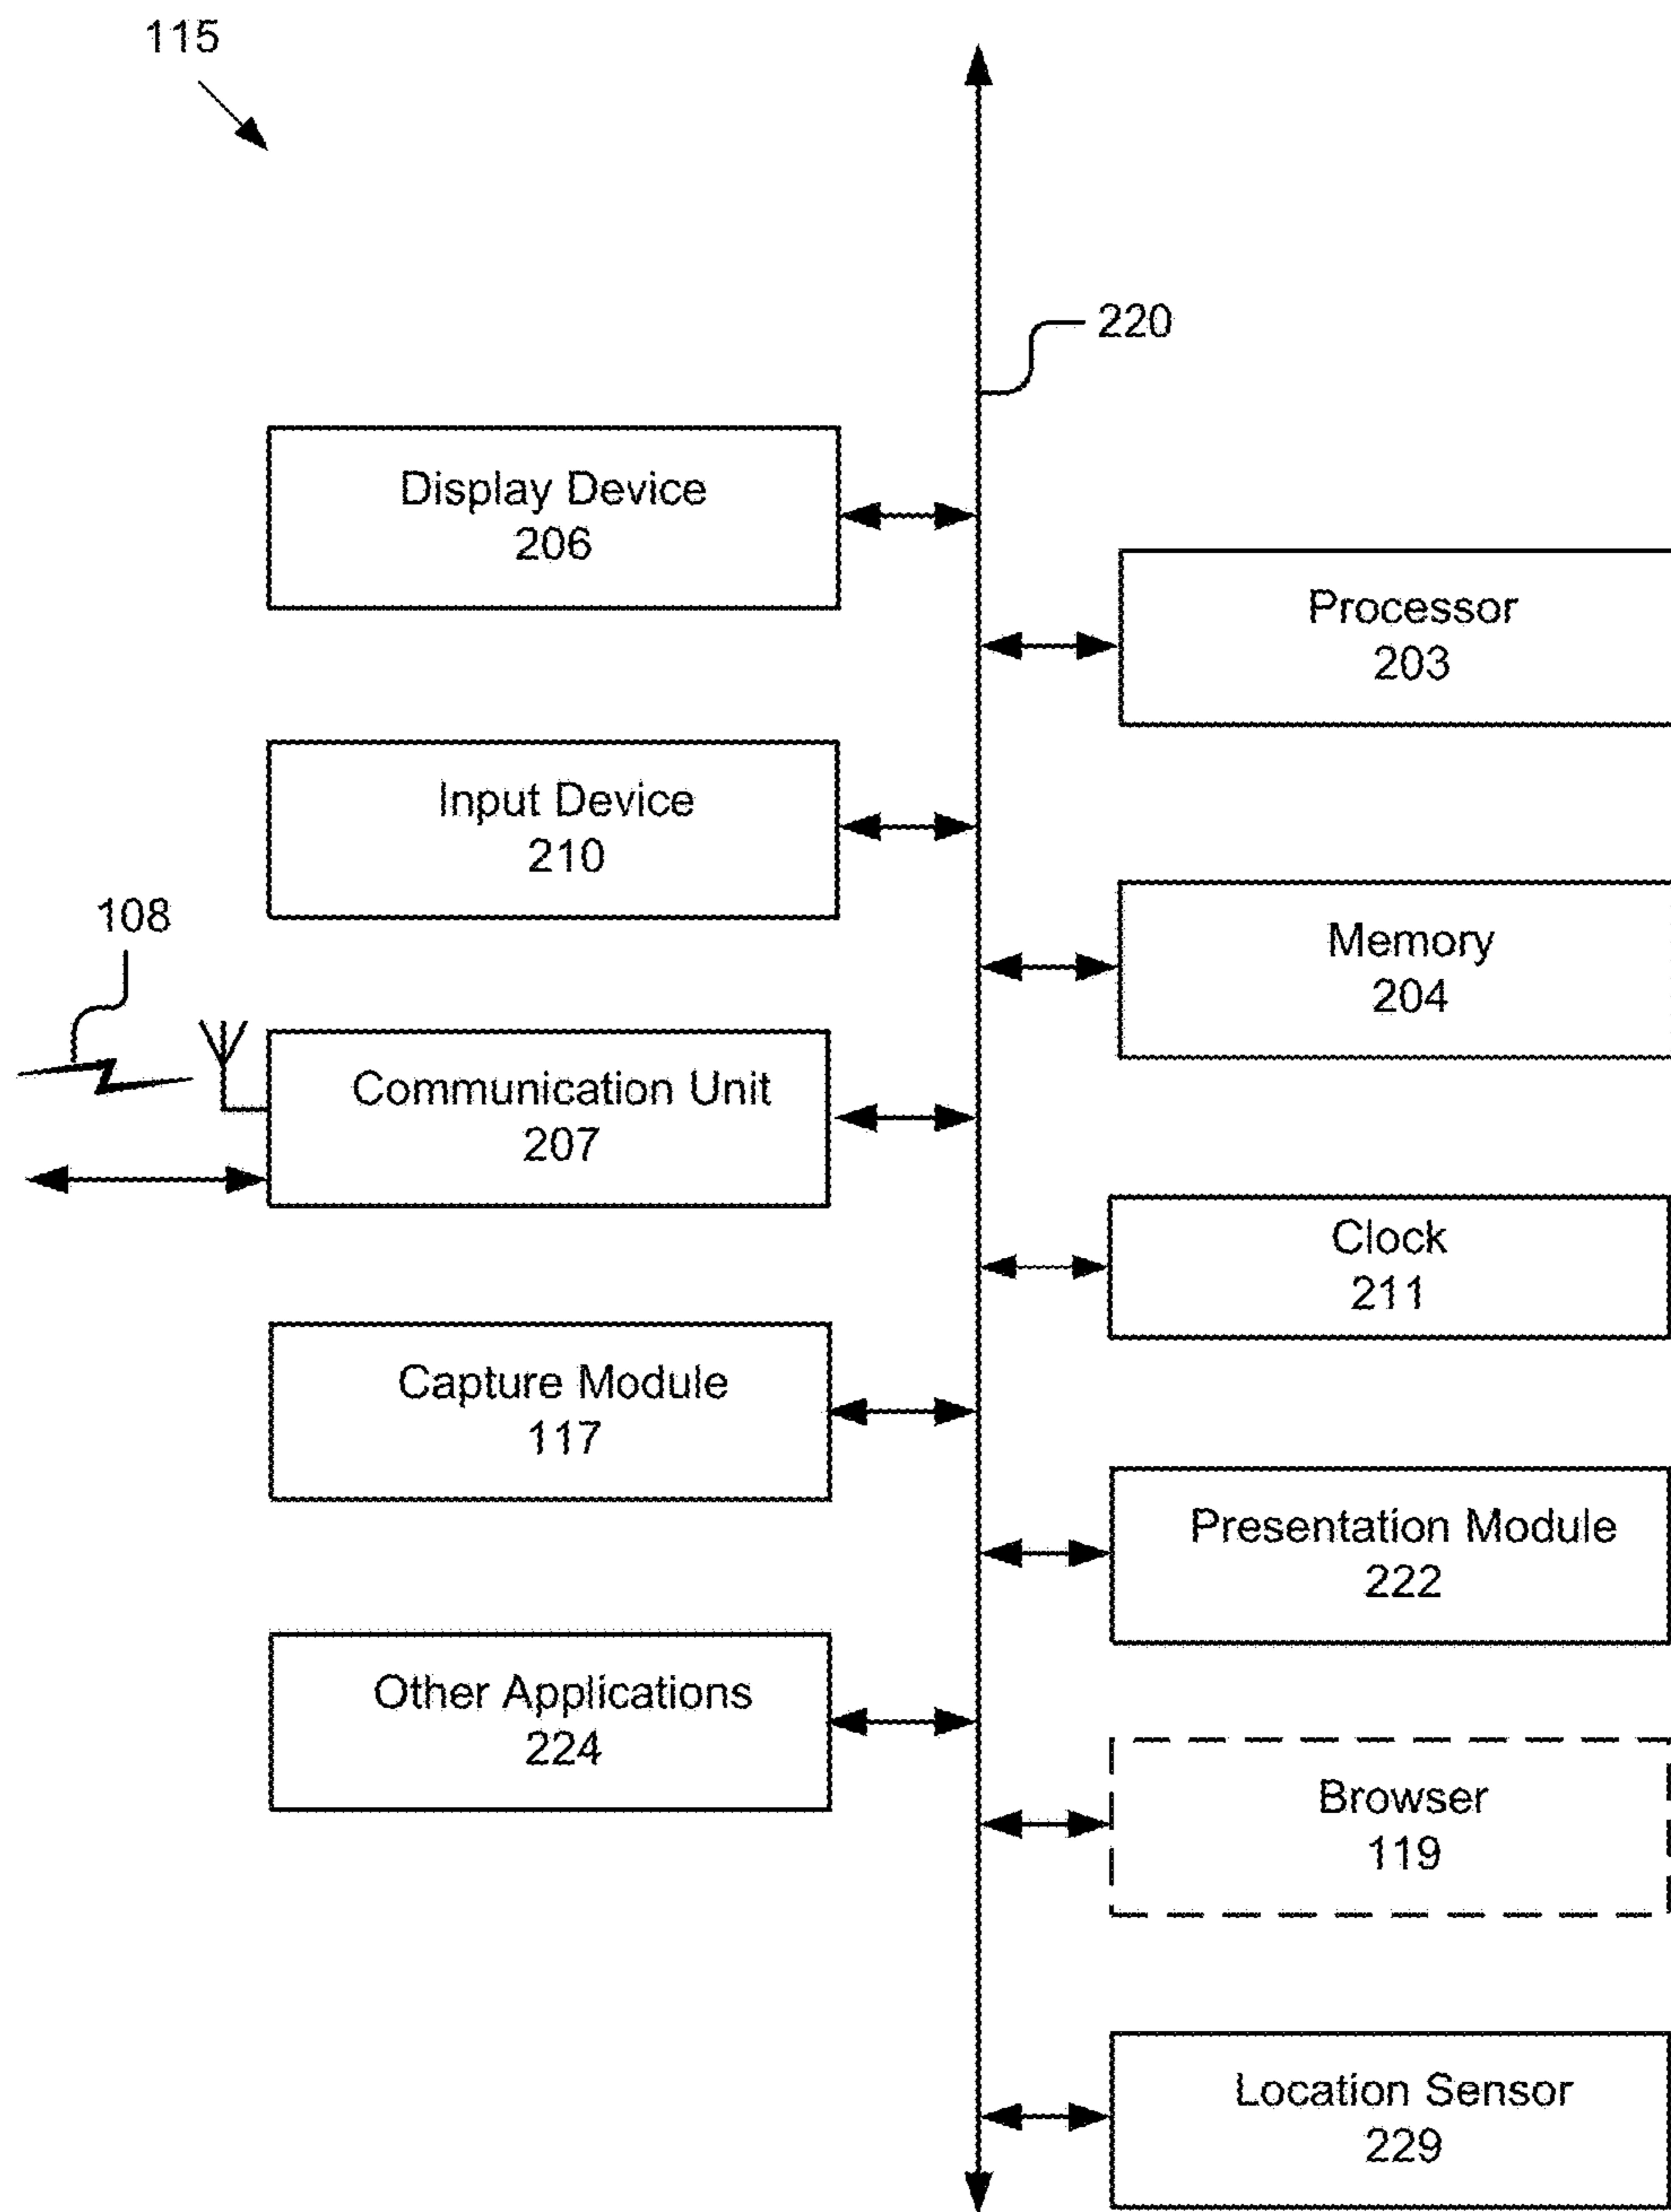 115
220
Display Device
206
Processor
203
Input Device
210
108
Memory
204
Communication Unit
207
Clock
211
Capture Module
117
Presentation Module
222
Other Applications
224
Browser
119
Location Sensor
229